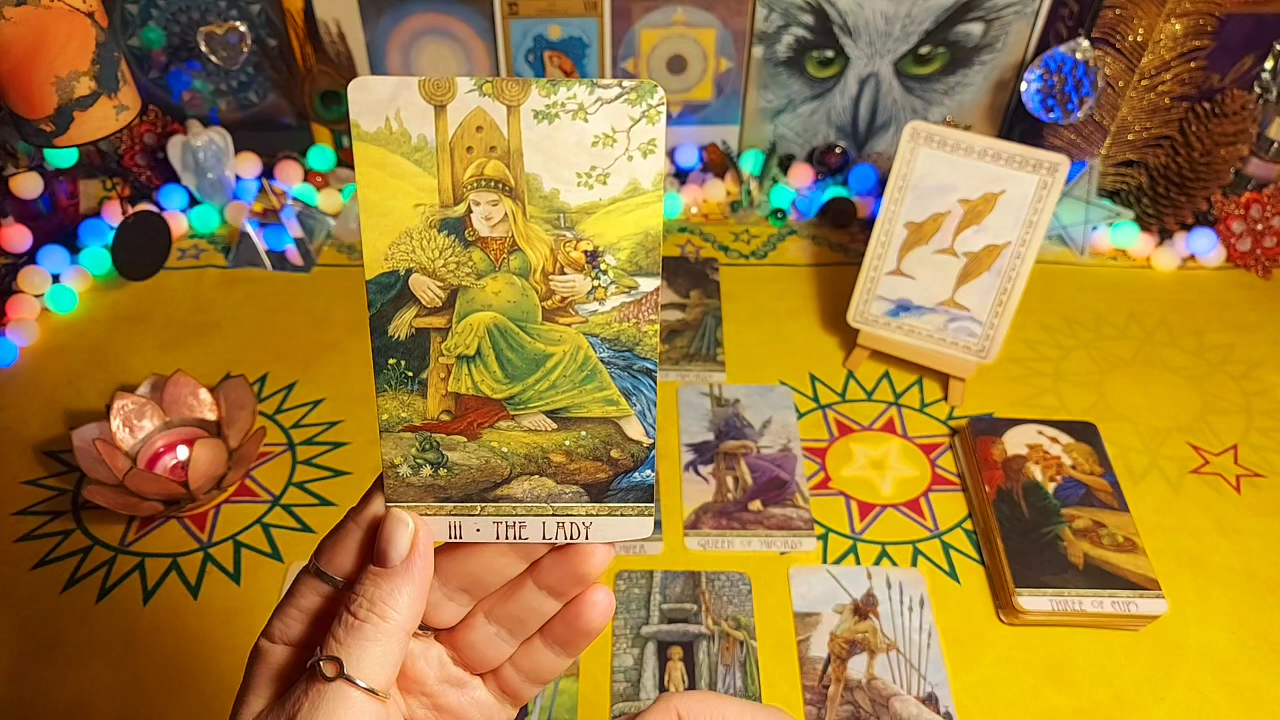 III · THE LADY
QUEEN OF SWORDS
THREE OF CUPS